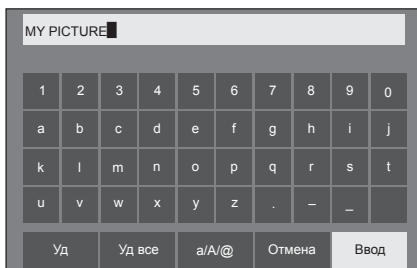 MY PICTURE
1 2 3 4 5 6 7 8 9 0
a b c d e f g h i j
k l m n o p q r s t
u v w x y z . – _
Уд Уд все a/A/@ Отмена Ввод